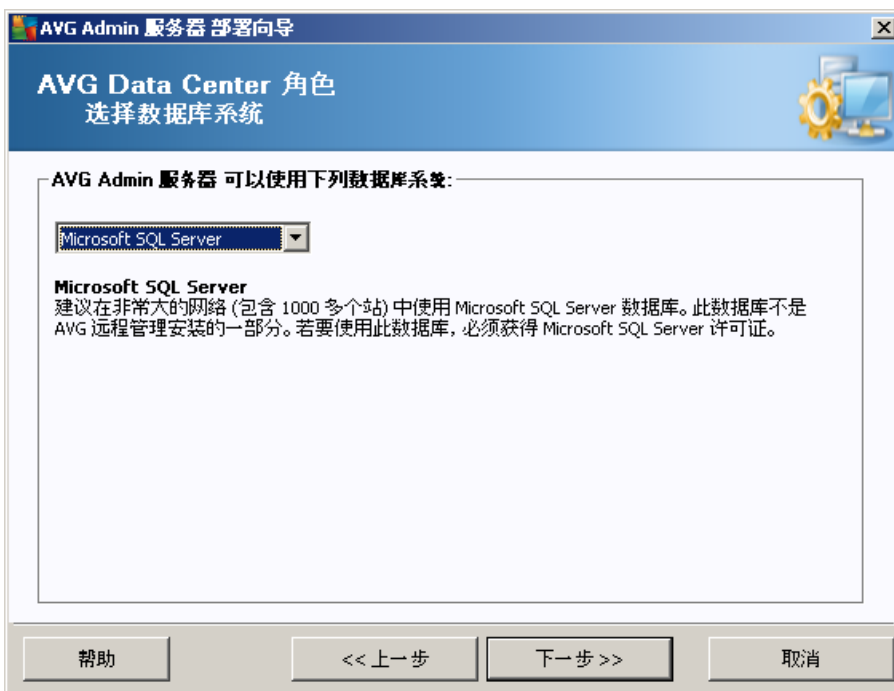 AVG Admin 服务器 部署向导
AVG Data Center 角色
选择数据库系统
AVG Admin 服务器 可以使用下列数据库系统:
Microsoft SQL Server
Microsoft SQL Server
建议在非常大的网络 (包含 1000 多个站) 中使用 Microsoft SQL Server 数据库。此数据库不是
AVG 远程管理安装的一部分。若要使用此数据库, 必须获得 Microsoft SQL Server 许可证。
帮助
<< 上一步
下一步 >>
取消